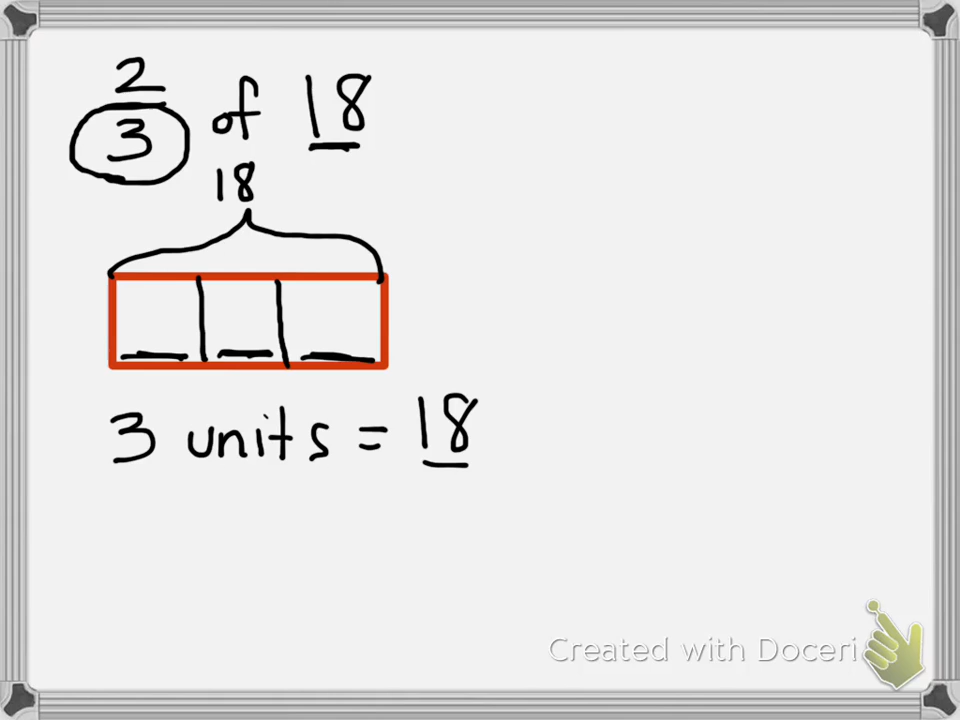 2/3 of 18
18
3 units = 18
Created with Doceri